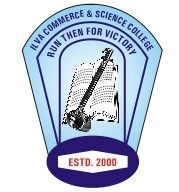 ILVA COMMERCE & SCIENCE COLLEGE
RUN THEN FOR VICTORY
ESTD. 2000